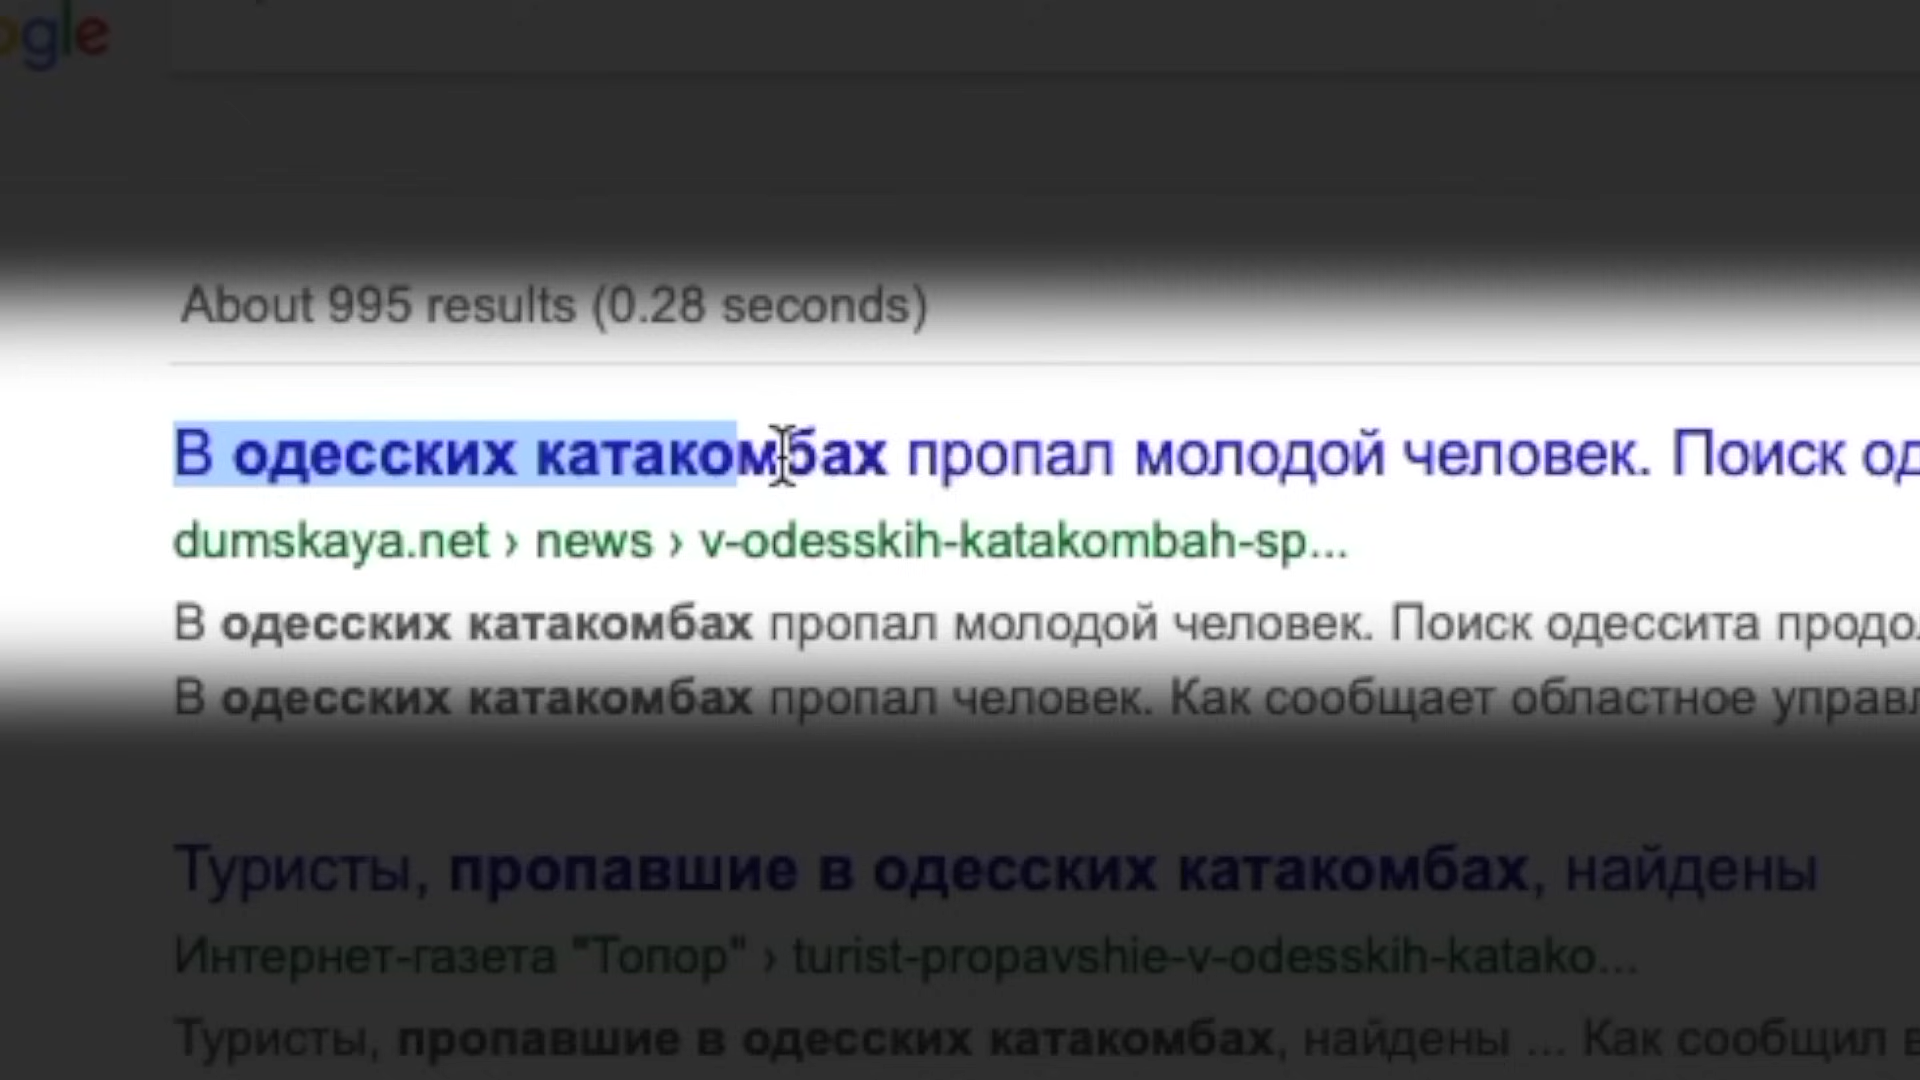 ogle
About 995 results (0.28 seconds)
В одесских катакомбах пропал молодой человек. Поиск од
dumskaya.net › news › v-odesskih-katakombah-sp...
В одесских катакомбах пропал молодой человек. Поиск одессита продол
В одесских катакомбах пропал человек. Как сообщает областное управл
Туристы, пропавшие в одесских катакомбах, найдены
Интернет-газета "Топор" › turist-propavshie-v-odesskih-katako...
Туристы, пропавшие в одесских катакомбах, найдены ... Как сообщил в